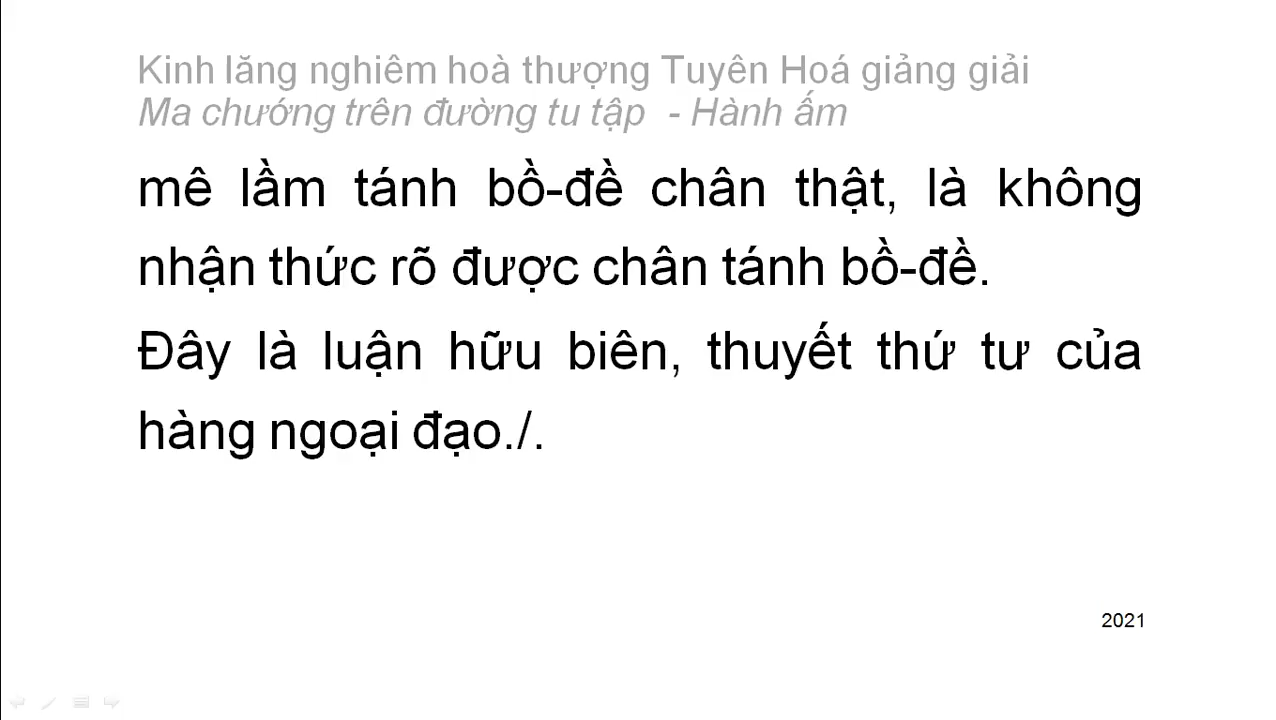 Kinh lăng nghiêm hoà thượng Tuyên Hoá giảng giải
Ma chướng trên đường tu tập - Hành ấm
mê lầm tánh bồ-đề chân thật, là không
nhận thức rõ được chân tánh bồ-đề.
Đây là luận hữu biên, thuyết thứ tư của
hàng ngoại đạo./.
2021